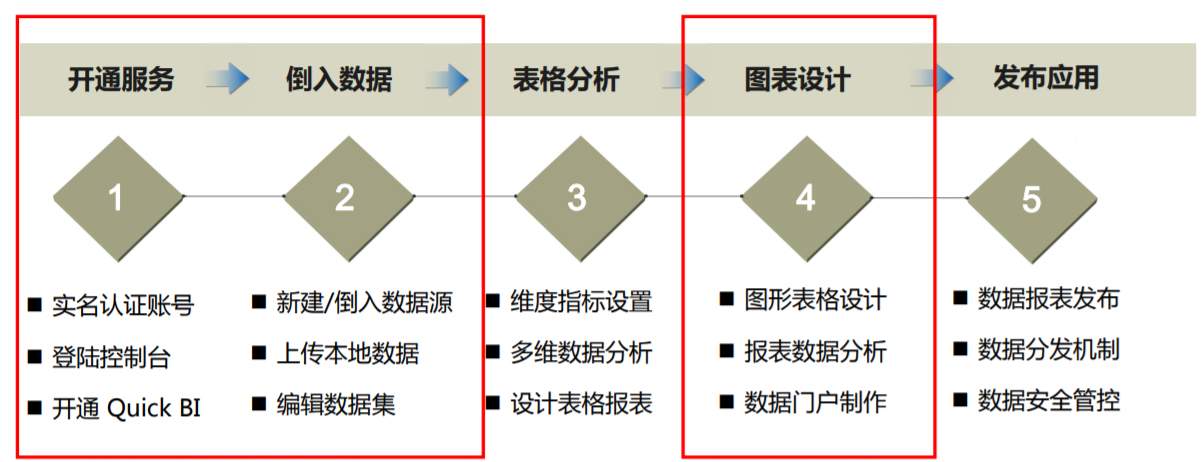 开通服务
倒入数据
表格分析
图表设计
发布应用
1
2
3
4
5
■ 实名认证账号
■ 登陆控制台
■ 开通 Quick BI
■ 新建/倒入数据源
■ 上传本地数据
■ 编辑数据集
■ 维度指标设置
■ 多维数据分析
■ 设计表格报表
■ 图形表格设计
■ 报表数据分析
■ 数据门户制作
■ 数据报表发布
■ 数据分发机制
■ 数据安全管控